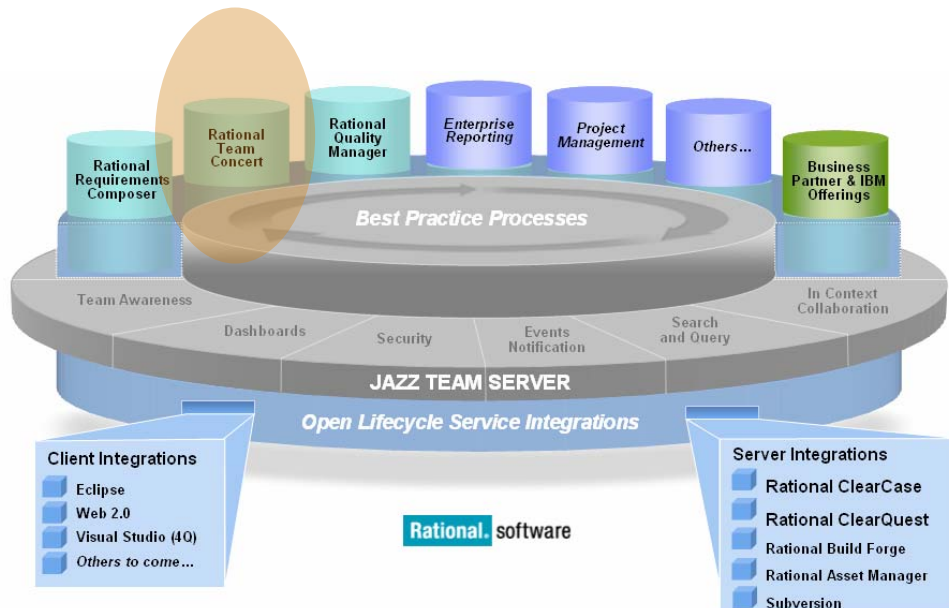 Rational
Requirements
Composer
Rational
Team
Concert
Rational
Quality
Manager
Enterprise
Reporting
Project
Management
Others...
Business
Partner & IBM
Offerings
Best Practice Processes
Team Awareness
Dashboards
Security
Events
Notification
Search
and Query
In Context
Collaboration
JAZZ TEAM SERVER
Open Lifecycle Service Integrations
Client Integrations
Eclipse
Web 2.0
Visual Studio (4Q)
Others to come...
Rational. software
Server Integrations
Rational ClearCase
Rational ClearQuest
Rational Build Forge
Rational Asset Manager
Subversion